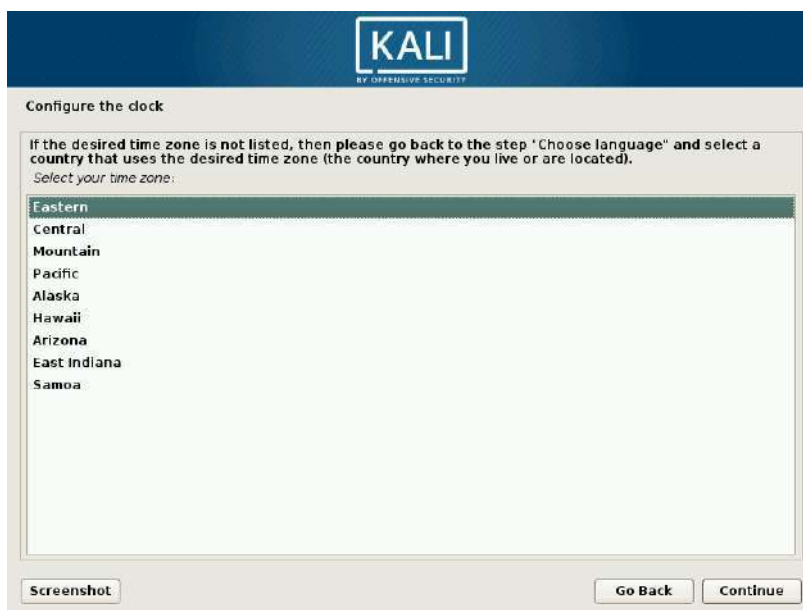 KALI
BY OFFENSIVE SECURITY
Configure the clock
If the desired time zone is not listed, then please go back to the step "Choose language" and select a
country that uses the desired time zone (the country where you live or are located).
Select your time zone:
Eastern
Central
Mountain
Pacific
Alaska
Hawaii
Arizona
East Indiana
Samoa
Screenshot
Go Back
Continue